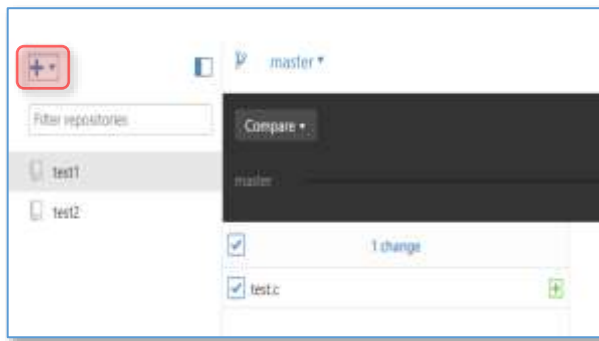 master
Filter repositories
Compare
test1
master
test2
1 change
test.c